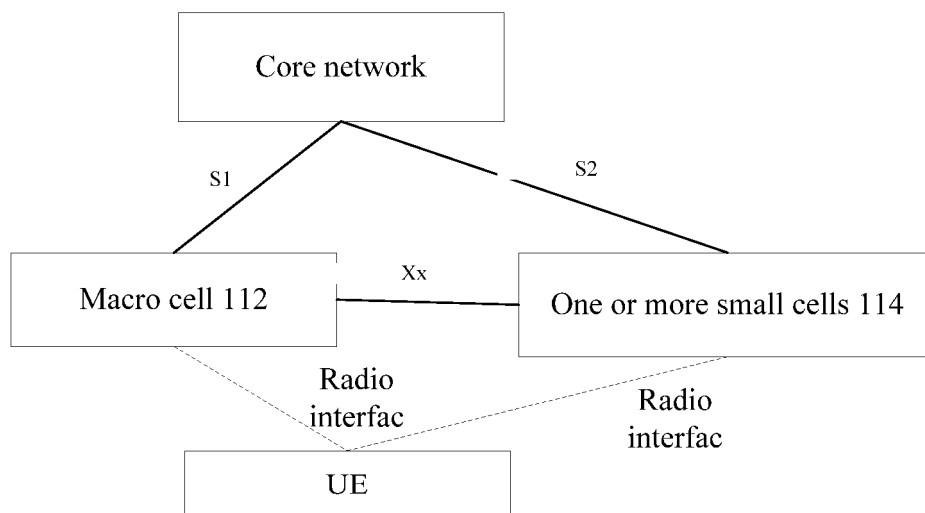 Core network
S1
S2
Xx
Macro cell 112
One or more small cells 114
Radio
interfac
Radio
interfac
UE